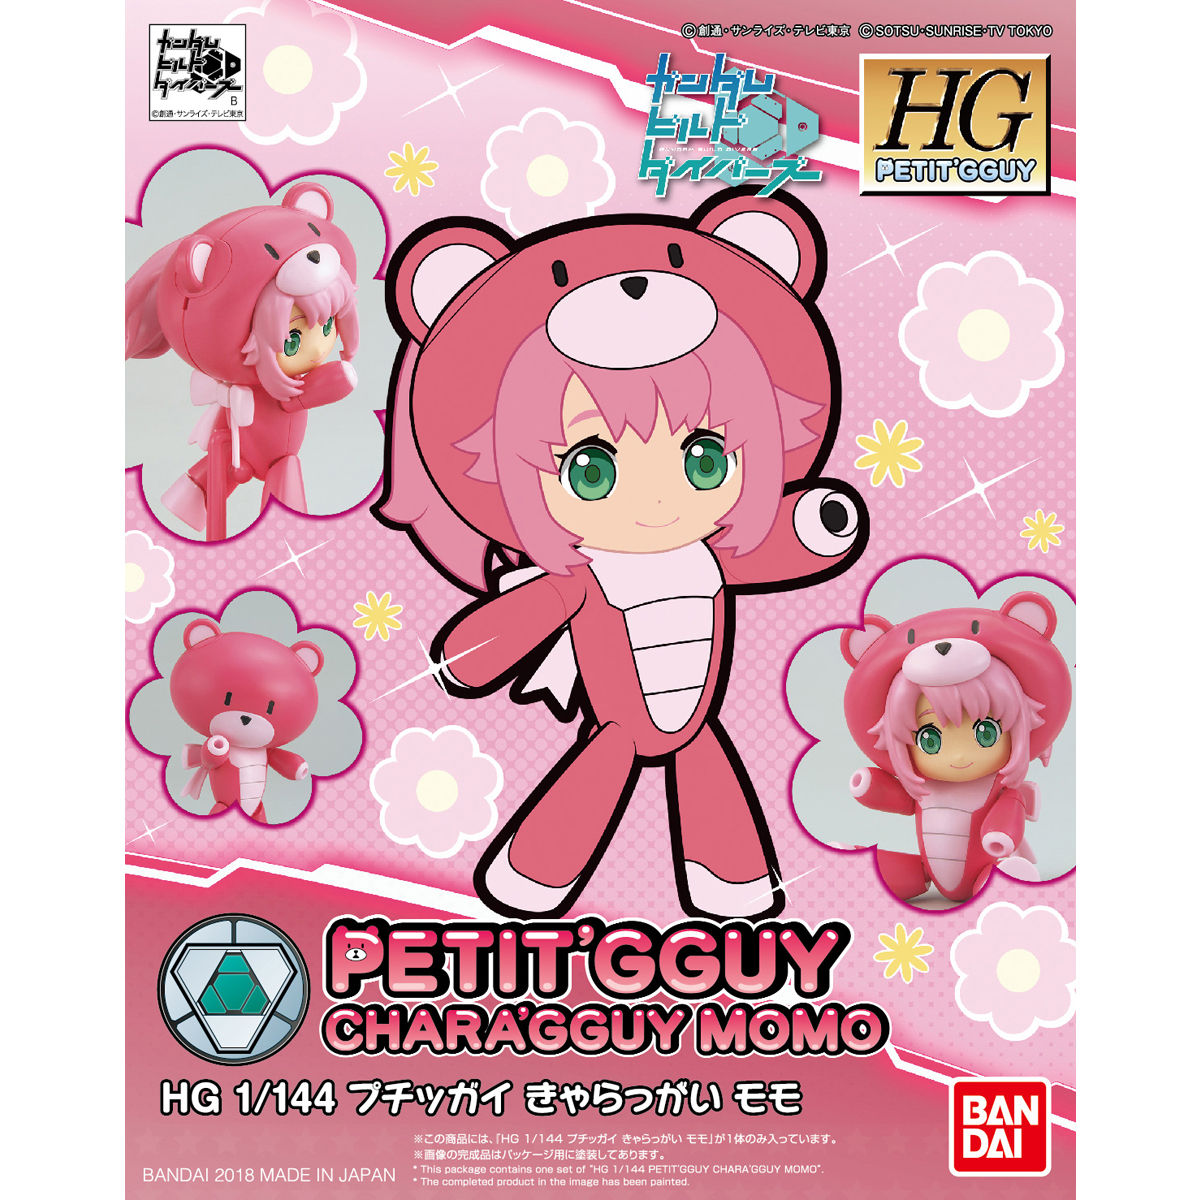 ガンダム
ビルド
ダイバーズ
B
©創通・サンライズ・テレビ東京
©創通・サンライズ・テレビ東京 ©SOTSU・SUNRISE・TV TOKYO
ガンダム
ビルド
GUNDAM BUILD DIVERS
ダイバーズ
HG
PETIT'GGUY
PETIT'GGUY
CHARA'GGUY MOMO
HG 1/144 プチッガイ きゃらっがい モモ
BAN
DAI
※この商品には、「HG 1/144 プチッガイ きゃらっがい モモ」が1体のみ入っています。
※画像の完成品はパッケージ用に塗装してあります。
* This package contains one set of "HG 1/144 PETIT'GGUY CHARA'GGUY MOMO".
* The completed product in the image has been painted.
BANDAI 2018 MADE IN JAPAN